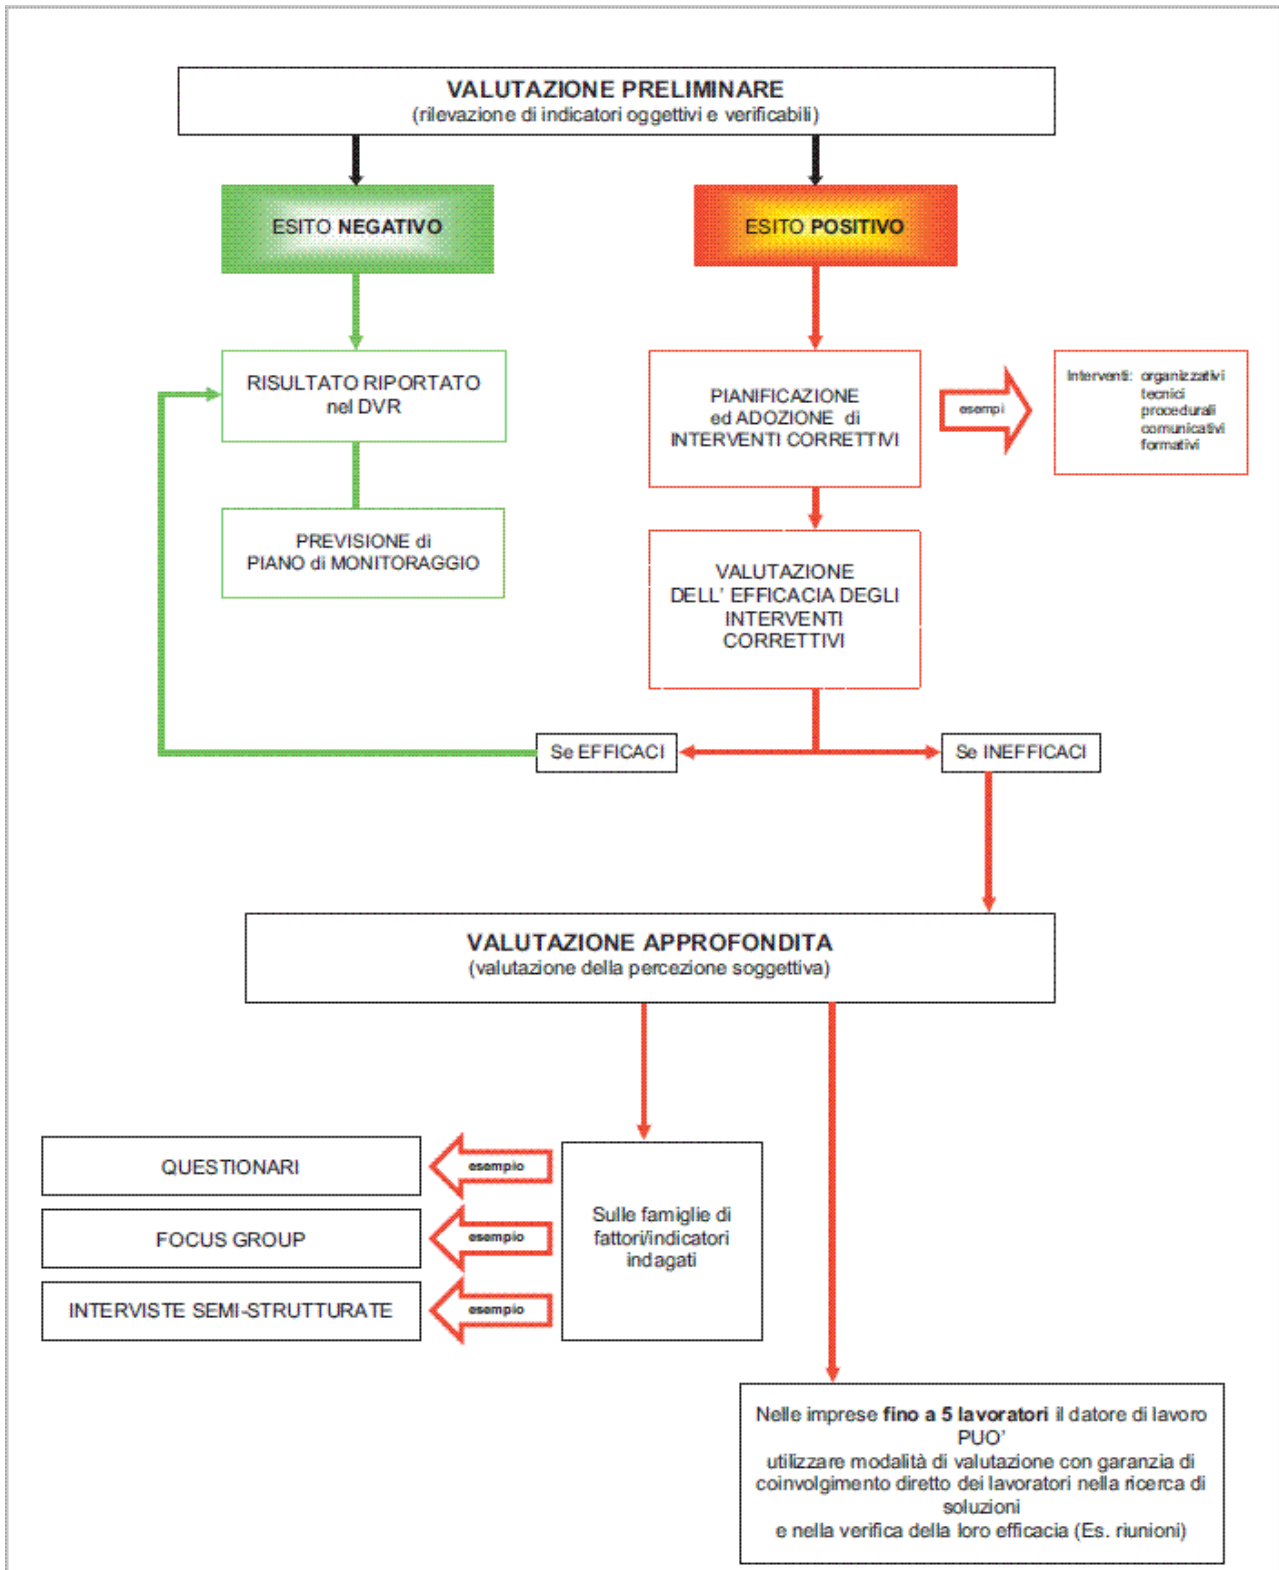 VALUTAZIONE PRELIMINARE
(rilevazione di indicatori oggettivi e verificabili)
ESITO NEGATIVO
ESITO POSITIVO
RISULTATO RIPORTATO
nel DVR
PIANIFICAZIONE
ed ADOZIONE di
INTERVENTI CORRETTIVI
esempi
Interventi: organizzativi
tecnici
procedurali
comunicativi
formativi
PREVISIONE di
PIANO di MONITORAGGIO
VALUTAZIONE
DELL' EFFICACIA DEGLI
INTERVENTI
CORRETTIVI
Se EFFICACI
Se INEFFICACI
VALUTAZIONE APPROFONDITA
(valutazione della percezione soggettiva)
QUESTIONARI
esempio
FOCUS GROUP
esempio
INTERVISTE SEMI-STRUTTURATE
esempio
Sulle famiglie di
fattori/indicatori
indagati
Nelle imprese fino a 5 lavoratori il datore di lavoro
PUO'
utilizzare modalità di valutazione con garanzia di
coinvolgimento diretto dei lavoratori nella ricerca di
soluzioni
e nella verifica della loro efficacia (Es. riunioni)